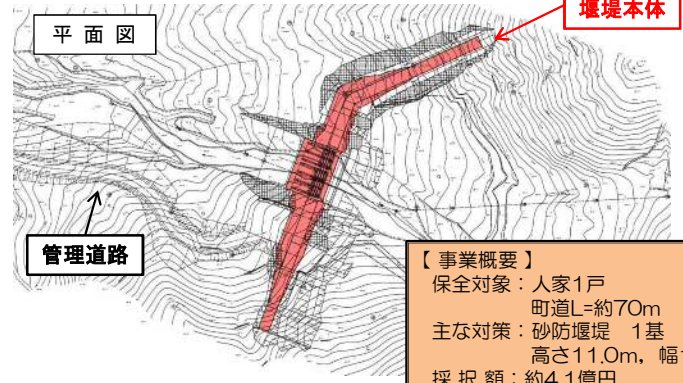 堰堤本体
平 面 図
管理道路
【 事業概要 】
保全対象：人家1戸
町道L=約70m
主な対策：砂防堰堤　1基
高さ11.0m，幅
採 択 額：約4.1億円